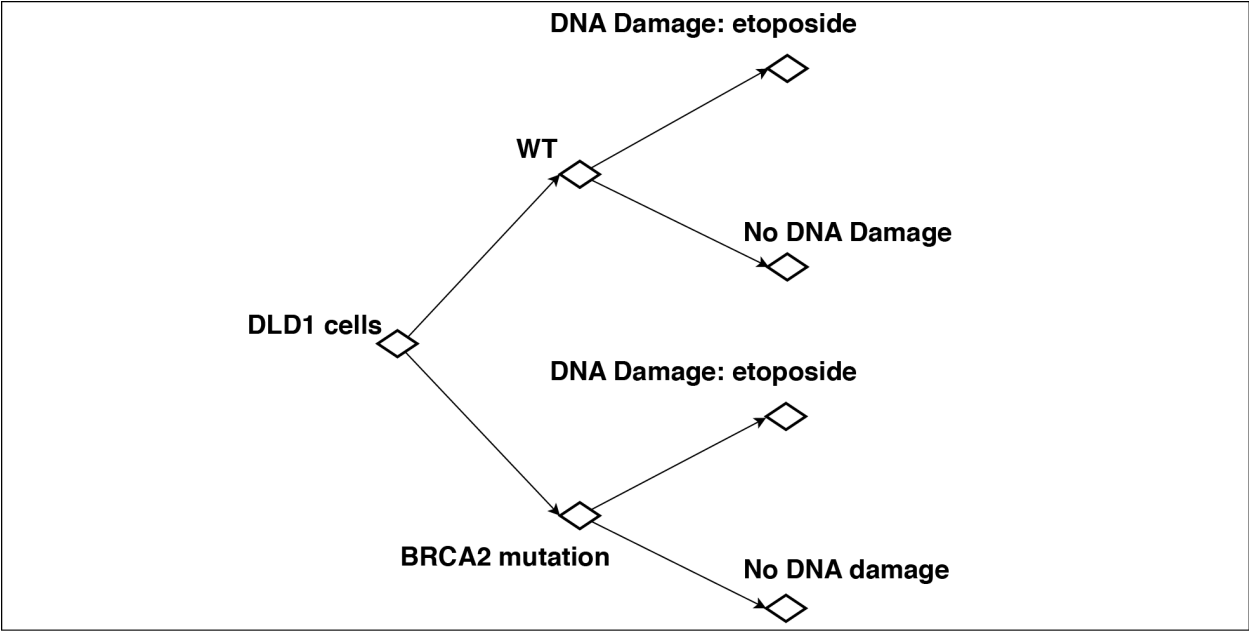 DNA Damage: etoposide
WT
No DNA Damage
DLD1 cells
DNA Damage: etoposide
BRCA2 mutation
No DNA damage